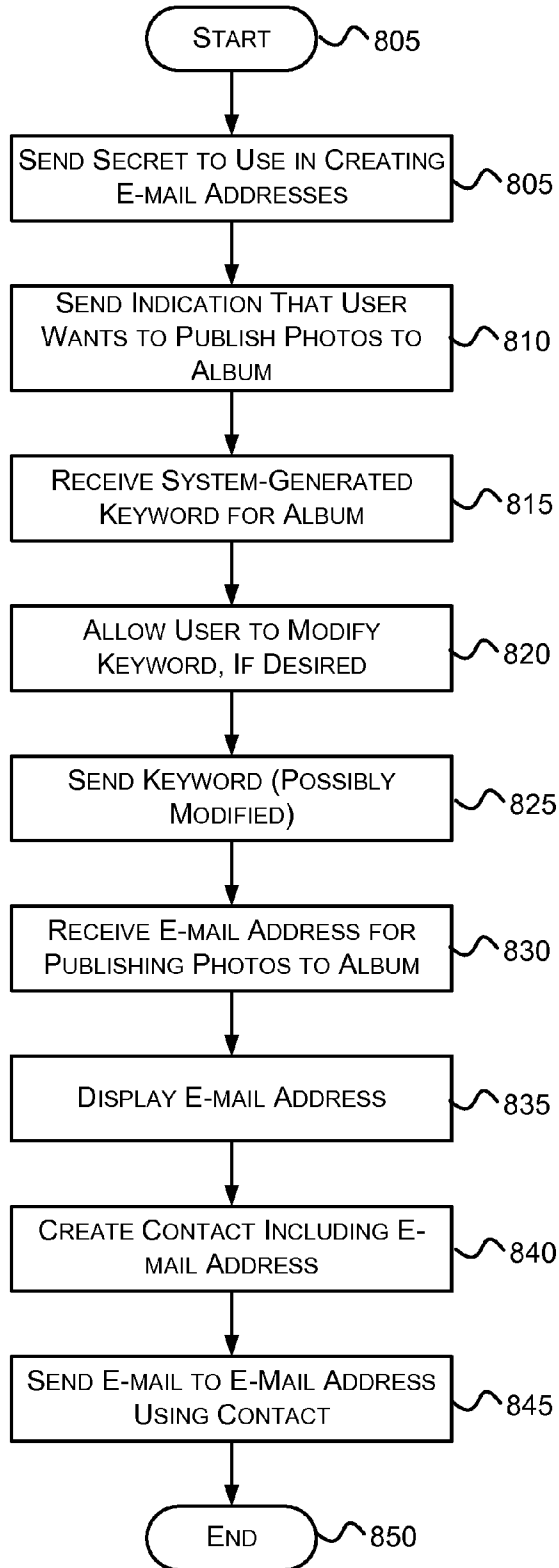 START
805
SEND SECRET TO USE IN CREATING
E-MAIL ADDRESSES
805
SEND INDICATION THAT USER
WANTS TO PUBLISH PHOTOS TO
ALBUM
810
RECEIVE SYSTEM-GENERATED
KEYWORD FOR ALBUM
815
ALLOW USER TO MODIFY
KEYWORD, IF DESIRED
820
SEND KEYWORD (POSSIBLY
MODIFIED)
825
RECEIVE E-MAIL ADDRESS FOR
PUBLISHING PHOTOS TO ALBUM
830
DISPLAY E-MAIL ADDRESS
835
CREATE CONTACT INCLUDING E-
MAIL ADDRESS
840
SEND E-MAIL TO E-MAIL ADDRESS
USING CONTACT
845
END
850